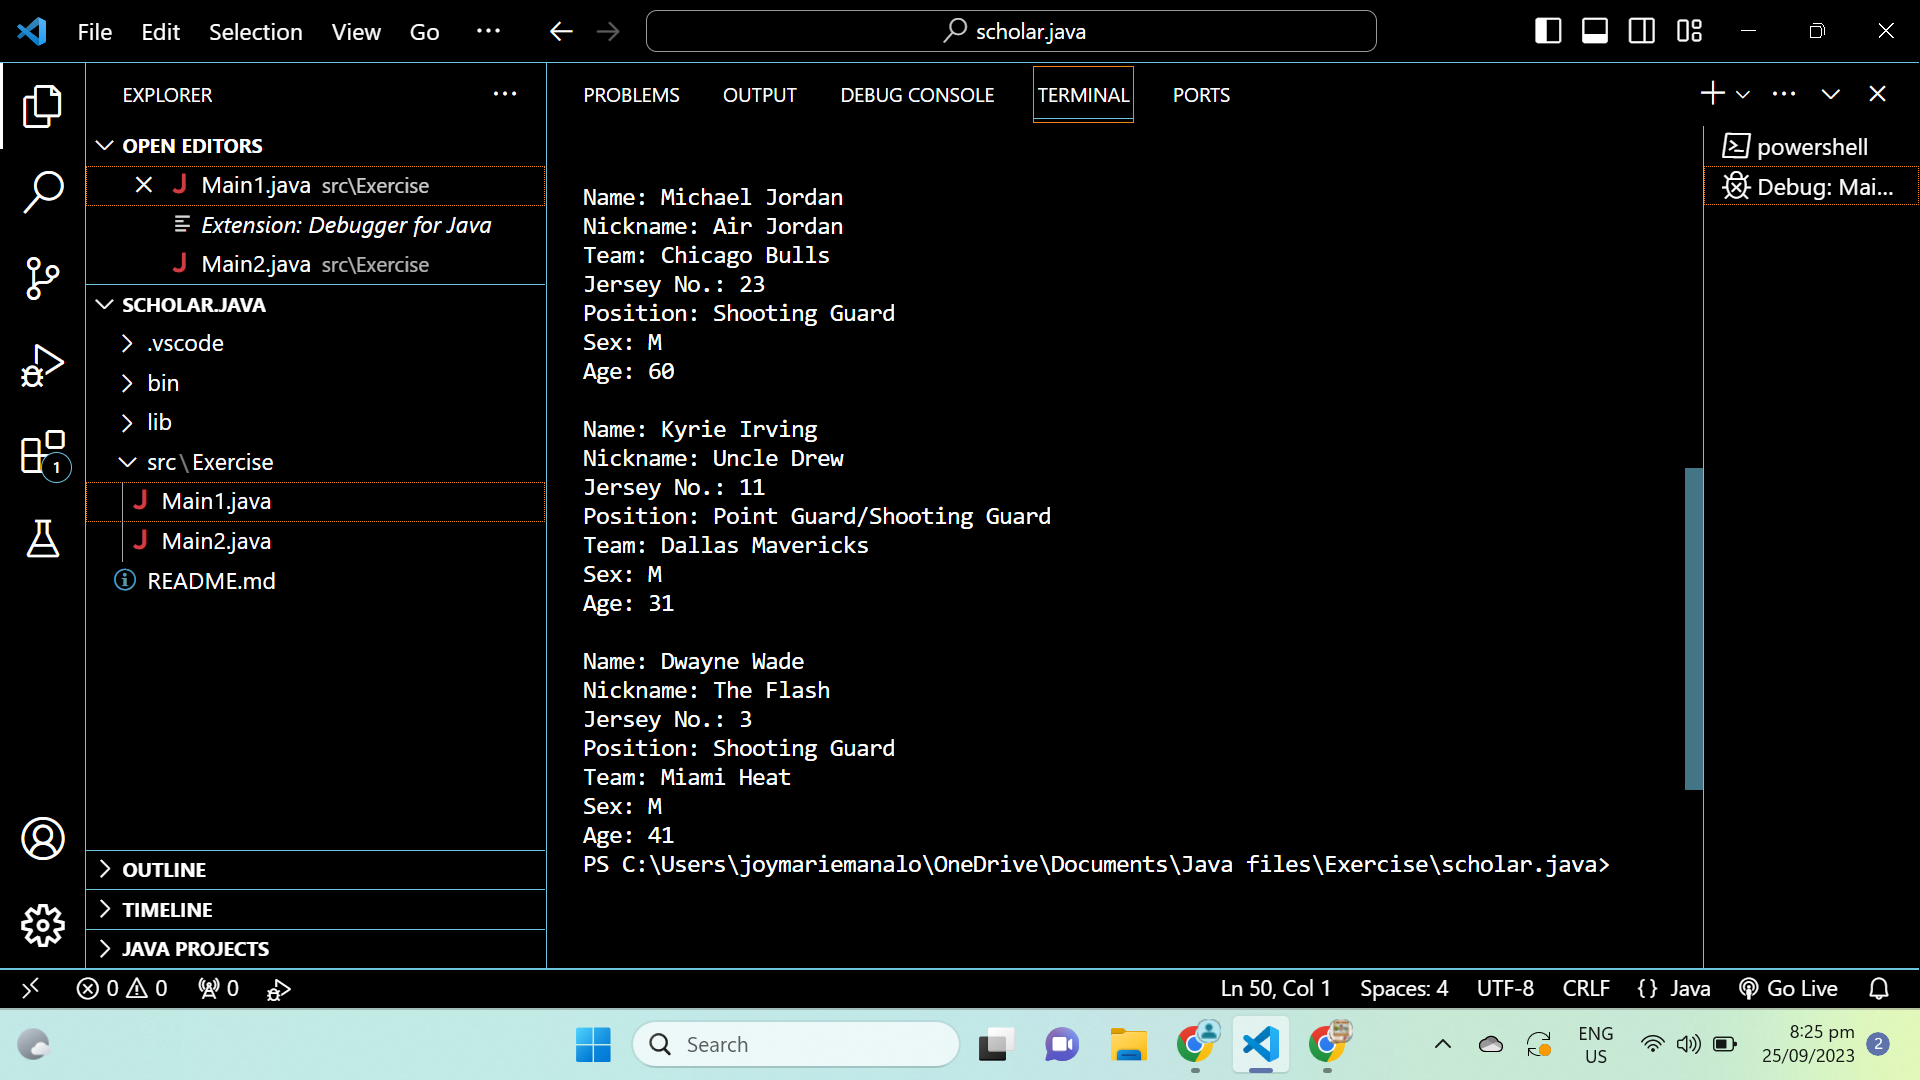 File Edit Selection View Go ··· scholar.java
EXPLORER ···
OPEN EDITORS
Main1.java src\Exercise
Extension: Debugger for Java
Main2.java src\Exercise
SCHOLAR.JAVA
.vscode
bin
lib
src\Exercise
Main1.java
Main2.java
README.md
OUTLINE
TIMELINE
JAVA PROJECTS
1
PROBLEMS OUTPUT DEBUG CONSOLE TERMINAL PORTS
Name: Michael Jordan
Nickname: Air Jordan
Team: Chicago Bulls
Jersey No.: 23
Position: Shooting Guard
Sex: M
Age: 60
Name: Kyrie Irving
Nickname: Uncle Drew
Jersey No.: 11
Position: Point Guard/Shooting Guard
Team: Dallas Mavericks
Sex: M
Age: 31
Name: Dwayne Wade
Nickname: The Flash
Jersey No.: 3
Position: Shooting Guard
Team: Miami Heat
Sex: M
Age: 41
PS C:\Users\joymariemanalo\OneDrive\Documents\Java files\Exercise\scholar.java>
powershell
Debug: Mai...
0 0 0 Ln 50, Col 1 Spaces: 4 UTF-8 CRLF {} Java Go Live
Search
ENG
US
8:25 pm
25/09/2023
2